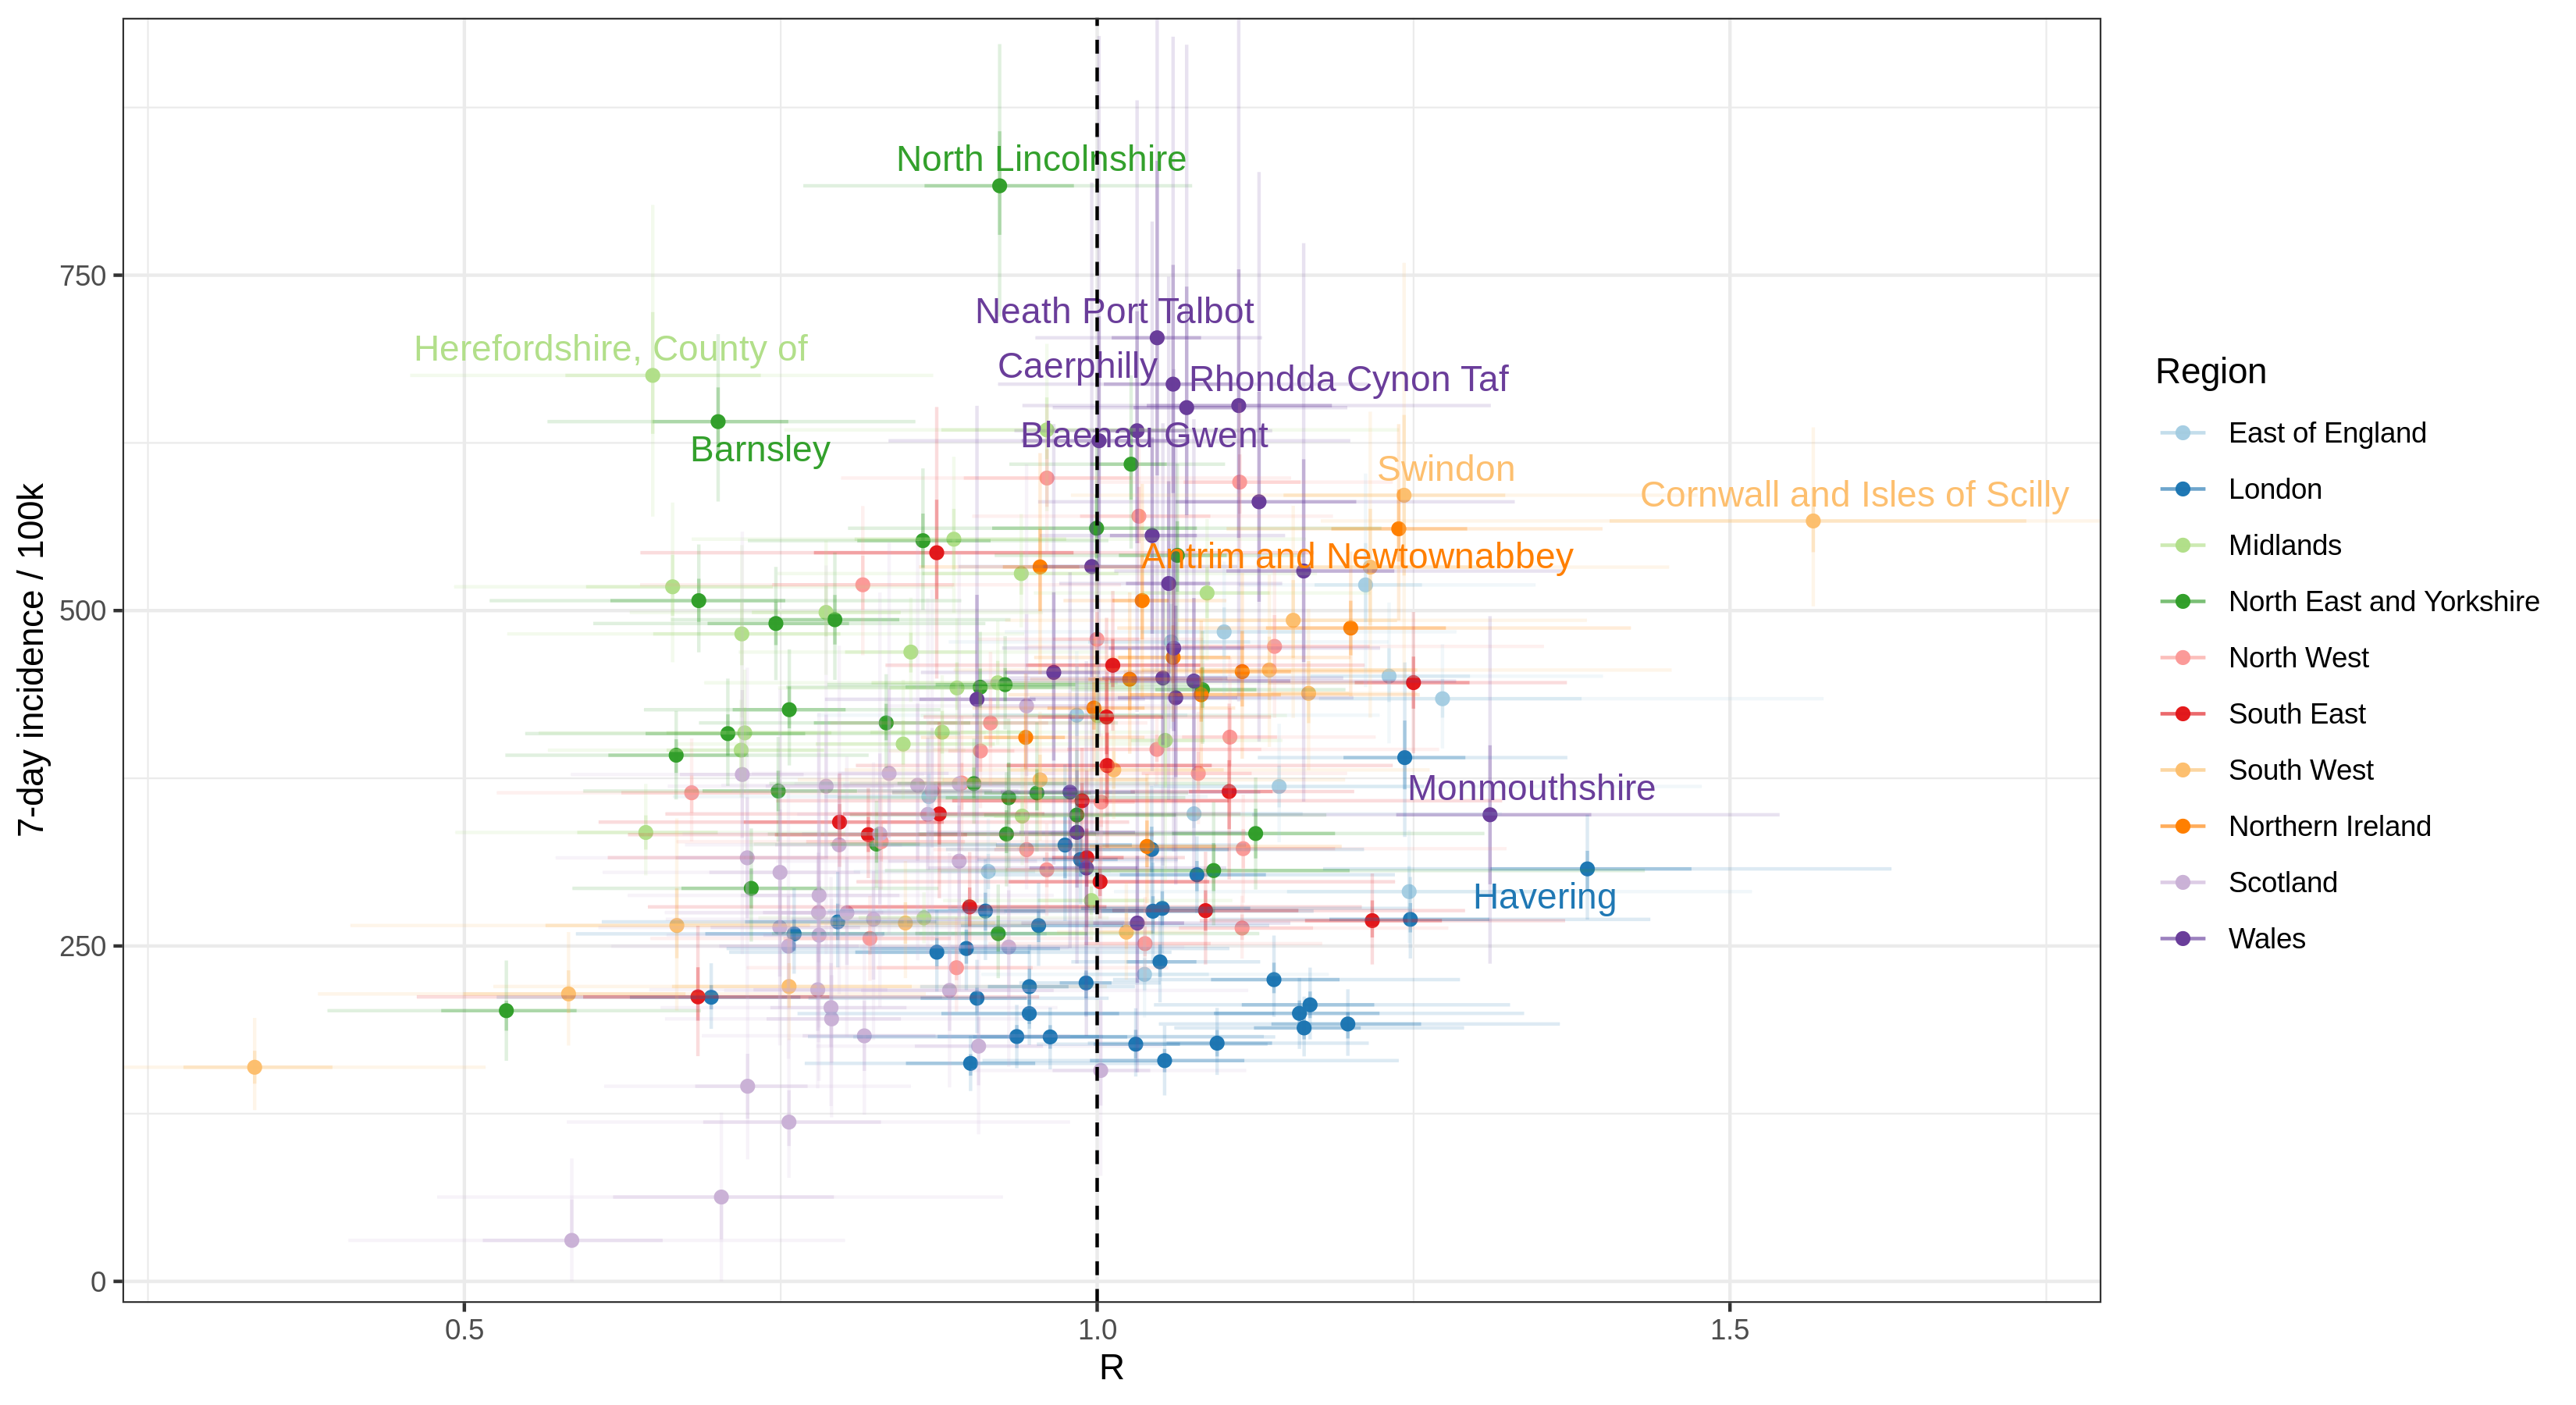 North Lincolnshire
750
Neath Port Talbot
Herefordshire, County of
Caerphilly
Rhondda Cynon Taf
Blaenau Gwent
Barnsley
Swindon
Cornwall and Isles of Scilly
Antrim and Newtownabbey
500
Monmouthshire
Havering
250
0
7-day incidence / 100k
0.5
1.0
1.5
R
Region
East of England
London
Midlands
North East and Yorkshire
North West
South East
South West
Northern Ireland
Scotland
Wales